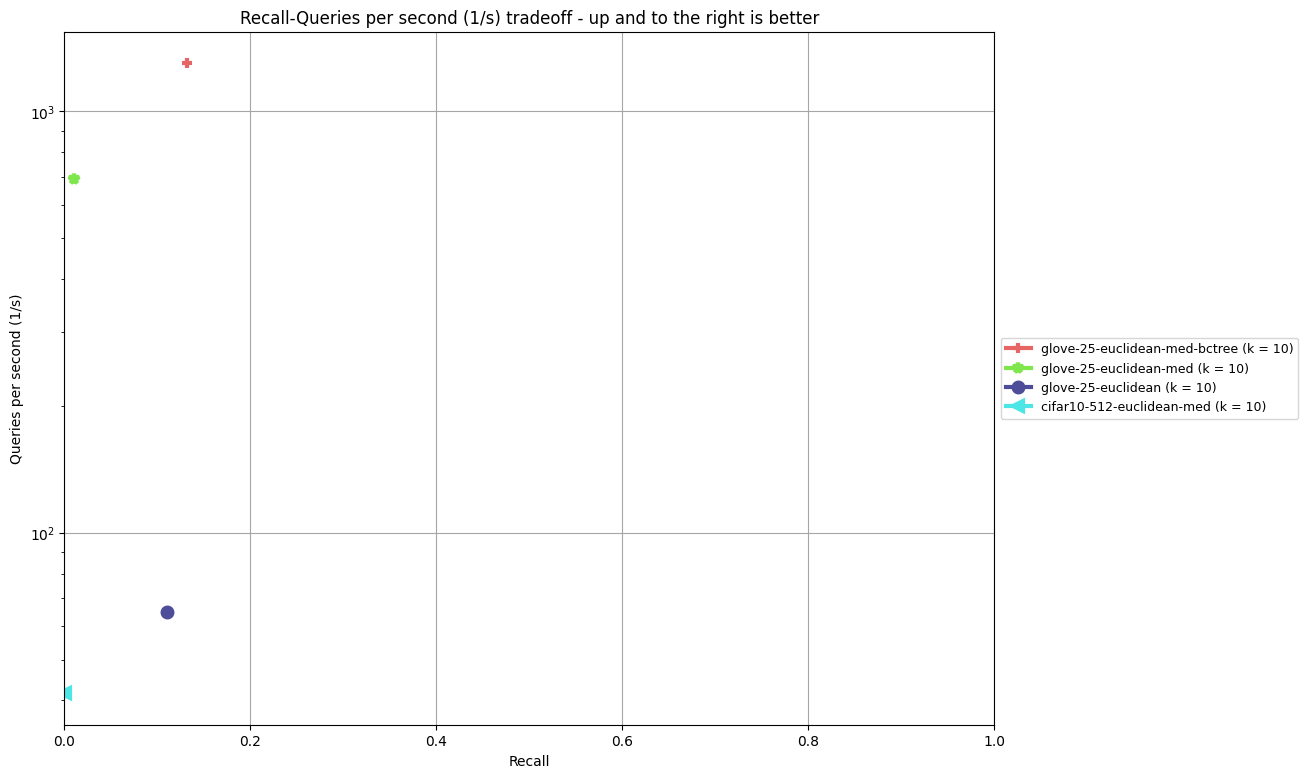 Recall-Queries per second (1/s) tradeoff - up and to the right is better
Queries per second (1/s)
10³
10²
0.0 0.2 0.4 0.6 0.8 1.0
Recall
glove-25-euclidean-med-bctree (k = 10)
glove-25-euclidean-med (k = 10)
glove-25-euclidean (k = 10)
cifar10-512-euclidean-med (k = 10)